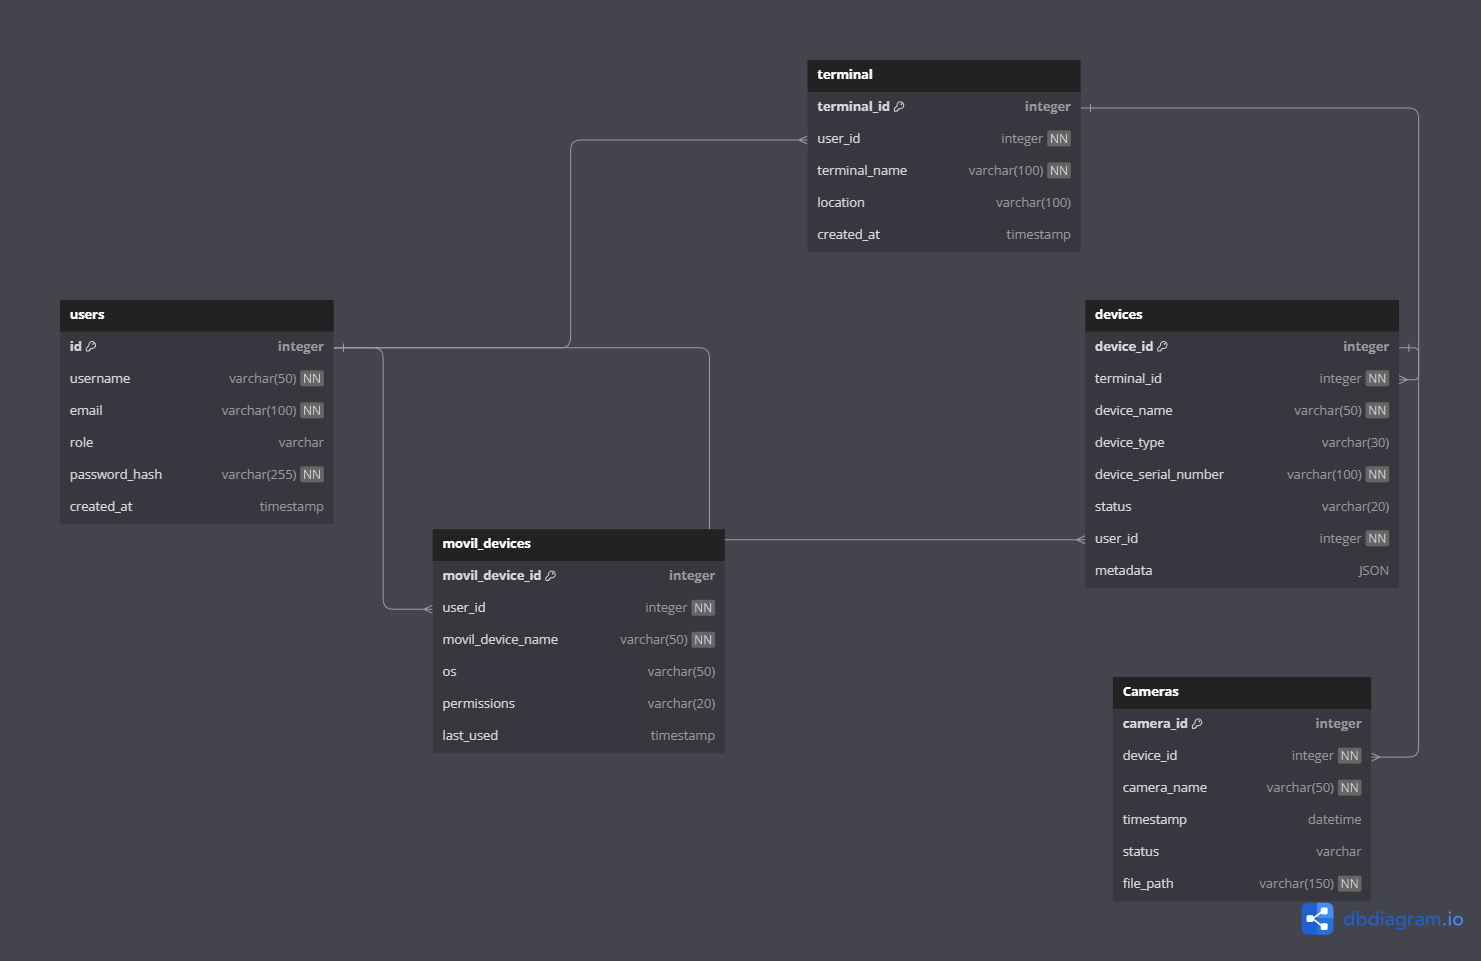 terminal
terminal_id integer
user_id integer NN
terminal_name varchar(100) NN
location varchar(100)
created_at timestamp
users
id integer
username varchar(50) NN
email varchar(100) NN
role varchar
password_hash varchar(255) NN
created_at timestamp
devices
device_id integer
terminal_id integer NN
device_name varchar(50) NN
device_type varchar(30)
device_serial_number varchar(100) NN
status varchar(20)
user_id integer NN
metadata JSON
movil_devices
movil_device_id integer
user_id integer NN
movil_device_name varchar(50) NN
os varchar(50)
permissions varchar(20)
last_used timestamp
Cameras
camera_id integer
device_id integer NN
camera_name varchar(50) NN
timestamp datetime
status varchar
file_path varchar(150) NN
dbdiagram.io